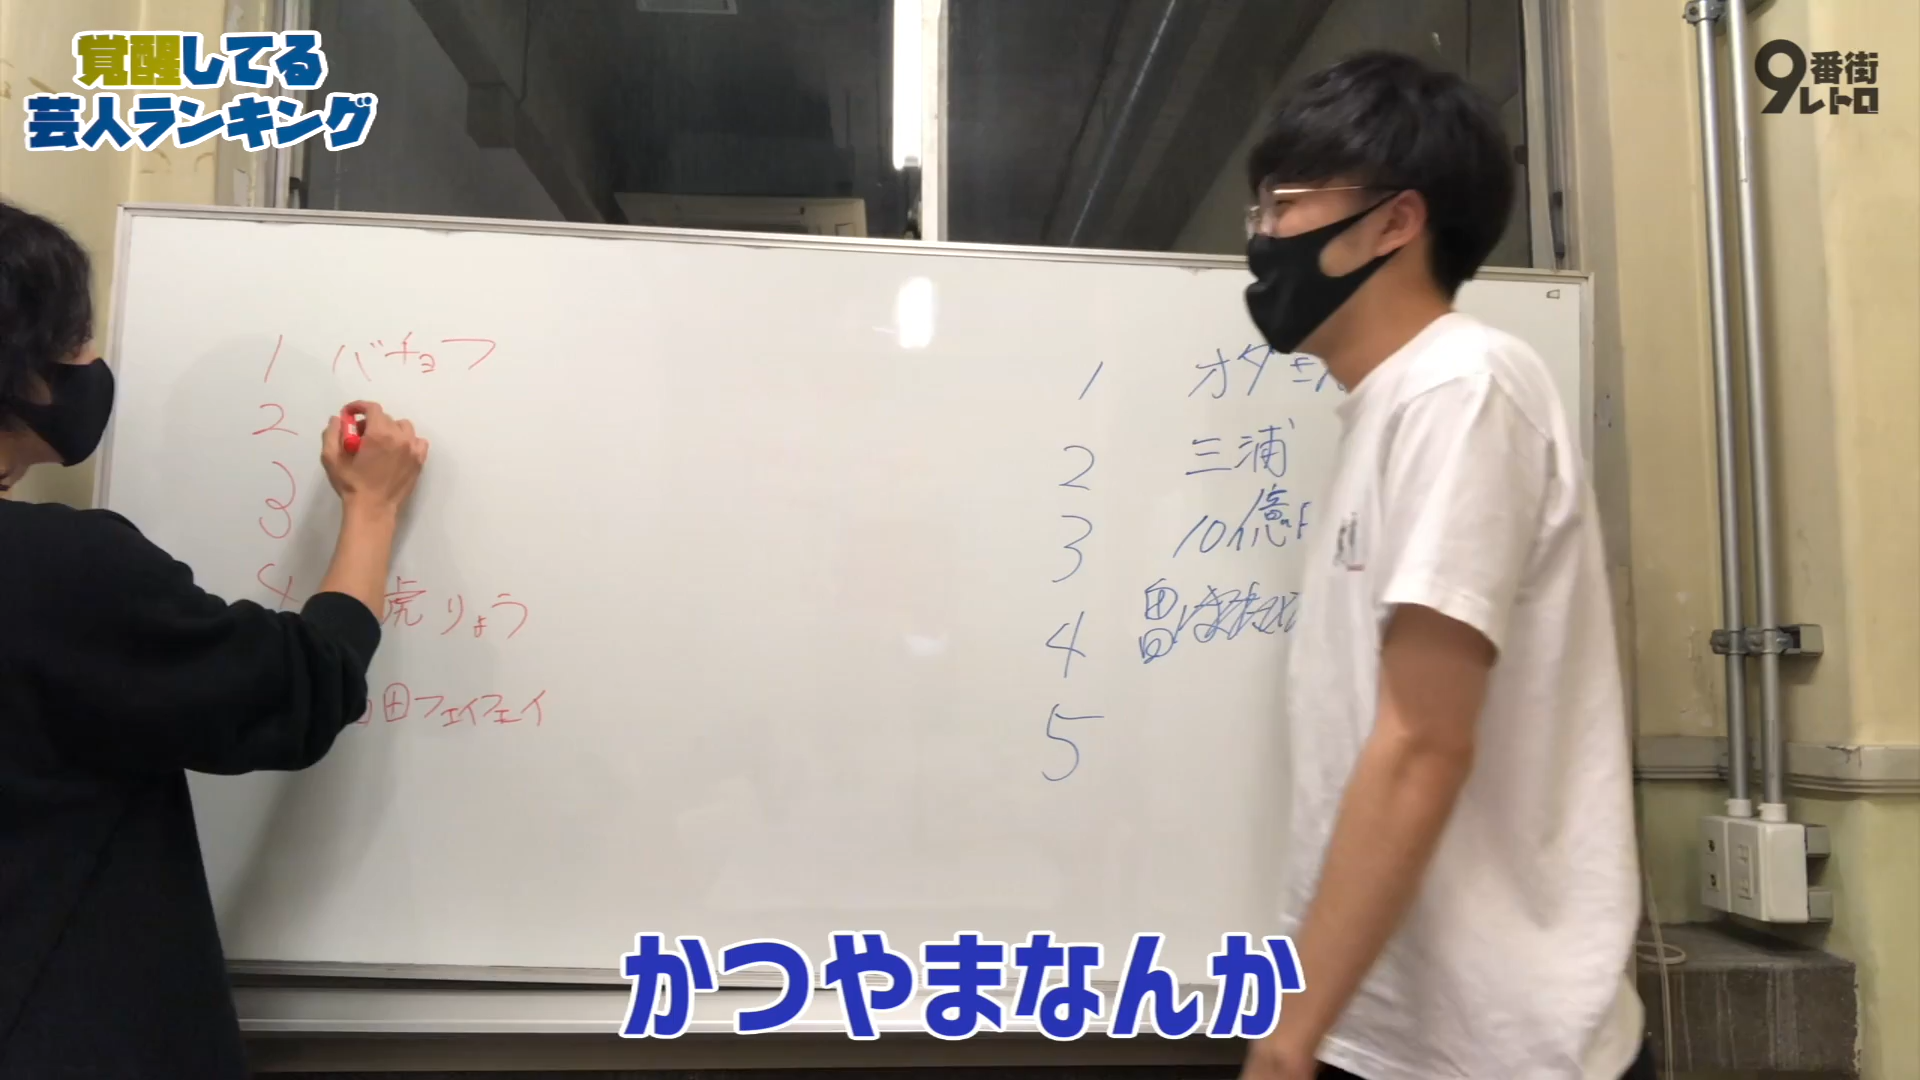 覚醒してる
芸人ランキング
9番街
レトロ
1 バチョフ
2
3
4 虎りょう
田フェイフェイ
1 オダ
2 三浦
3 10億
4
5
かつやまなんか